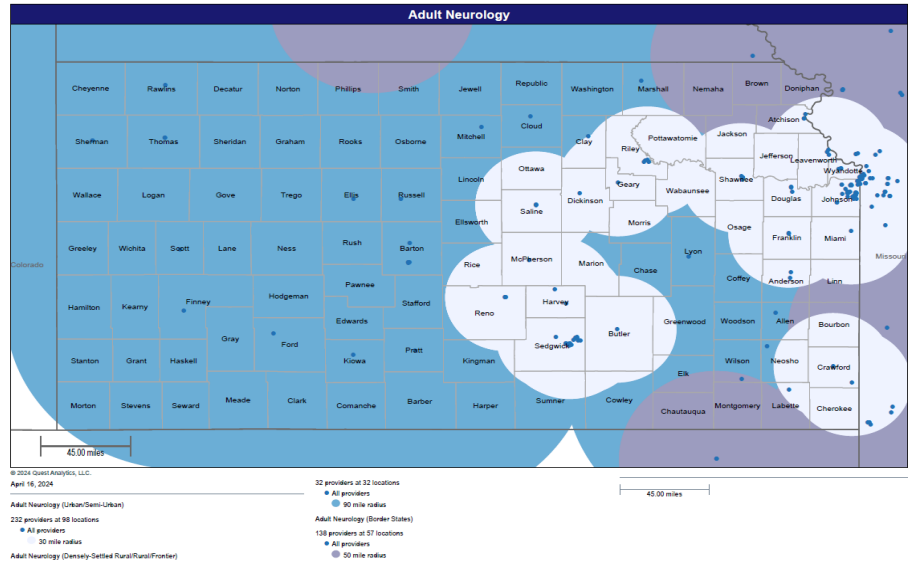 Adult Neurology
Cheyenne Rawlins Decatur Norton Phillips Smith Jewell Republic Washington Marshall Nemaha Brown Doniphan
Atchison
Sherman Thomas Sheridan Graham Rooks Osborne Mitchell Cloud Clay Riley Pottawatomie Jackson Jefferson Leavenworth
Wyandotte
Wallace Logan Gove Trego Ellis Russell Lincoln Ottawa Dickinson Geary Wabaunsee Shawnee Douglas Johnson
Saline Morris Osage
Ellsworth
Greeley Wichita Scott Lane Ness Rush Barton Rice McPherson Marion Chase Lyon Franklin Miami
Colorado Missouri
Coffey Anderson Linn
Hamilton Kearny Finney Hodgeman Pawnee Stafford Reno Harvey
Gray Ford Edwards Sedgwick Butler Greenwood Woodson Allen Bourbon
Stanton Grant Haskell Kiowa Pratt Kingman Elk Wilson Neosho Crawford
Morton Stevens Seward Meade Clark Comanche Barber Harper Sumner Cowley Chautauqua Montgomery Labette Cherokee
45.00 miles
© 2024 Quest Analytics, LLC.
April 16, 2024
Adult Neurology (Urban/Semi-Urban)
232 providers at 98 locations
All providers
30 mile radius
Adult Neurology (Densely-Settled Rural/Rural/Frontier)
32 providers at 32 locations
All providers
90 mile radius
Adult Neurology (Border States)
138 providers at 57 locations
All providers
50 mile radius
45.00 miles